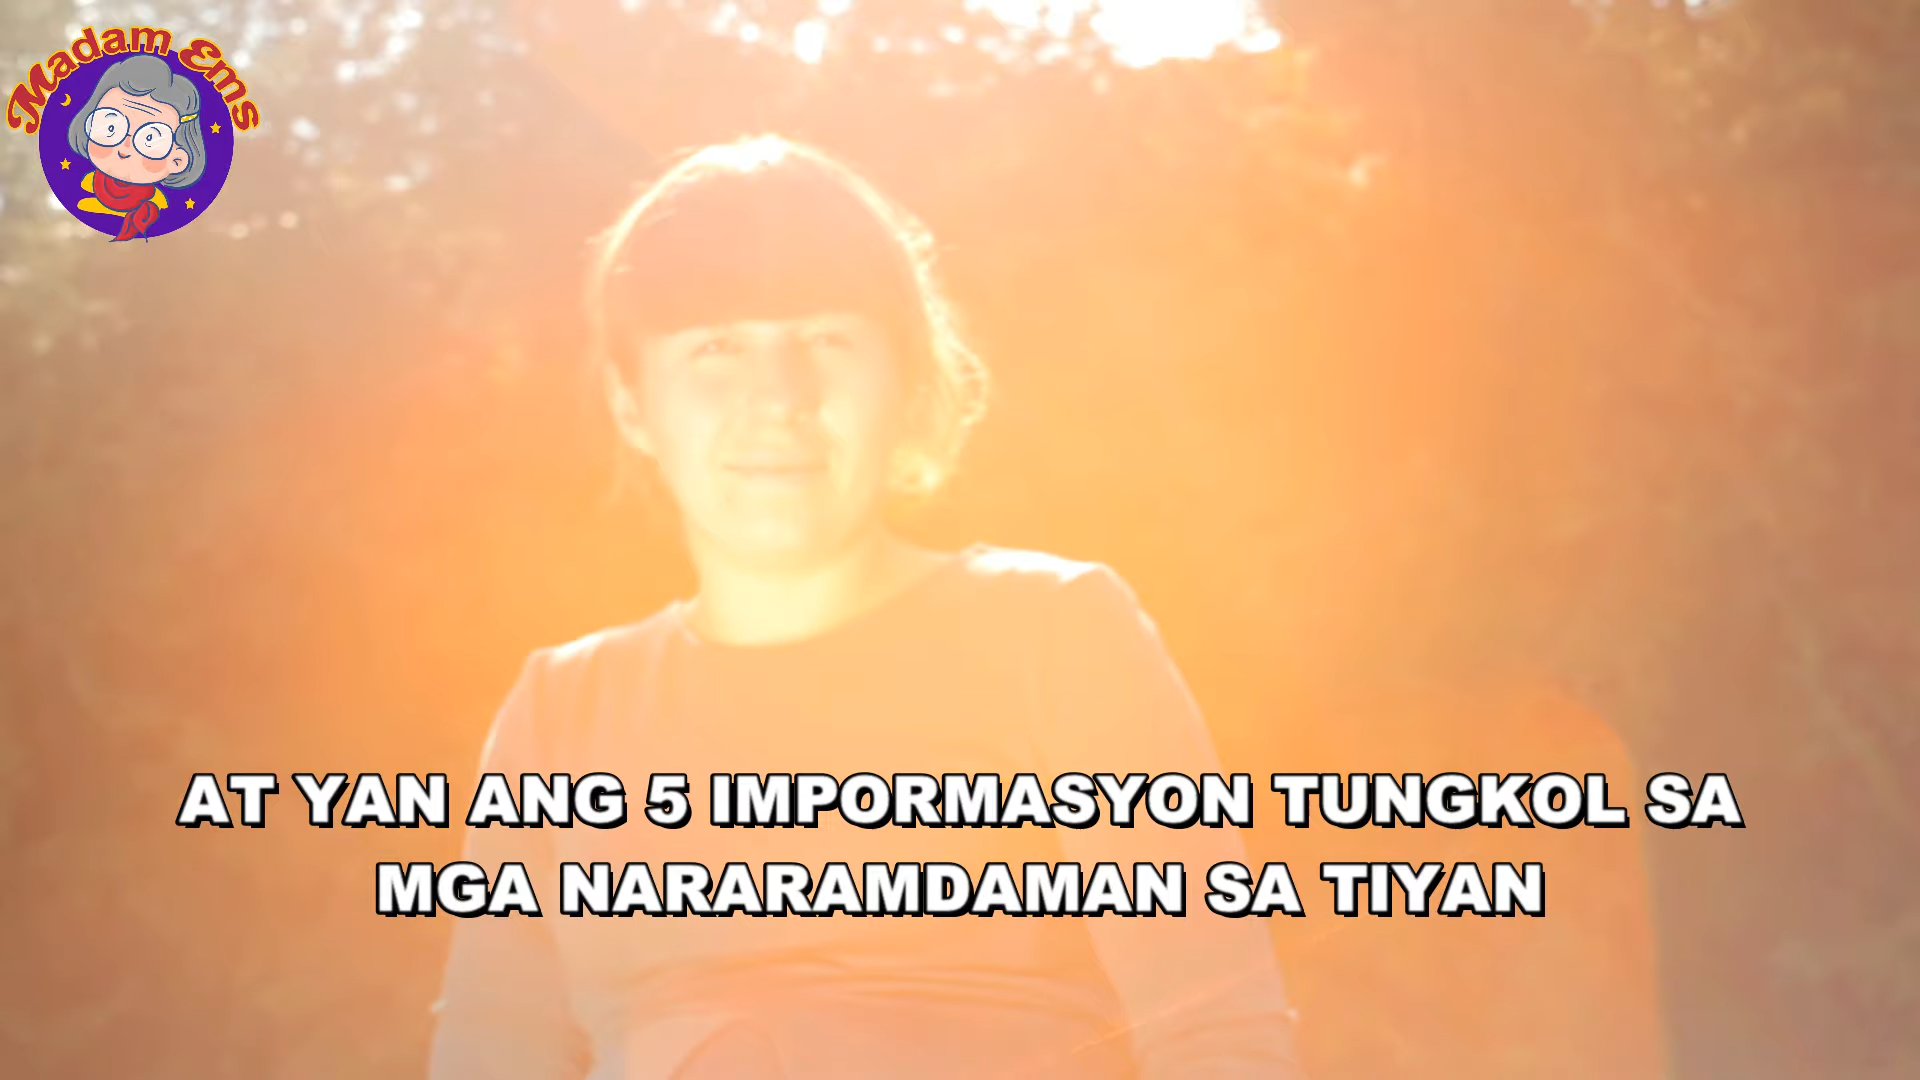 Madam Ems
AT YAN ANG 5 IMPORMASYON TUNGKOL SA
MGA NARARAMDAMAN SA TIYAN